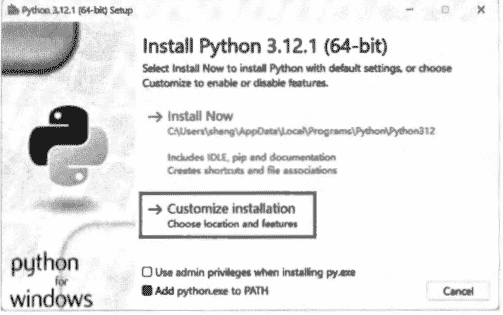 Python 3.12.1 (64-bit) Setup
Install Python 3.12.1 (64-bit)
Select Install Now to install Python with default settings, or choose
Customize to enable or disable features.
Install Now
C:\Users\shang\AppData\Local\Programs\Python\Python312
Includes IDLE, pip and documentation
Creates shortcuts and file associations
Customize installation
Choose location and features
python
for
windows
Use admin privileges when installing py.exe
Add python.exe to PATH
Cancel